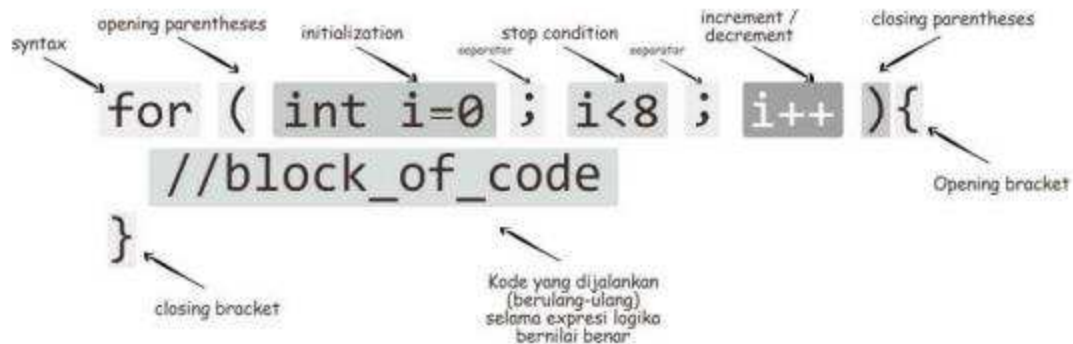 syntax
opening parentheses
initialization
separator
stop condition
separator
increment /
decrement
closing parentheses
for ( int i=0 ; i<8 ; i++ ){
//block_of_code
Opening bracket
}
closing bracket
Kode yang dijalankan
(berulang-ulang)
selama expresi logika
bernilai benar